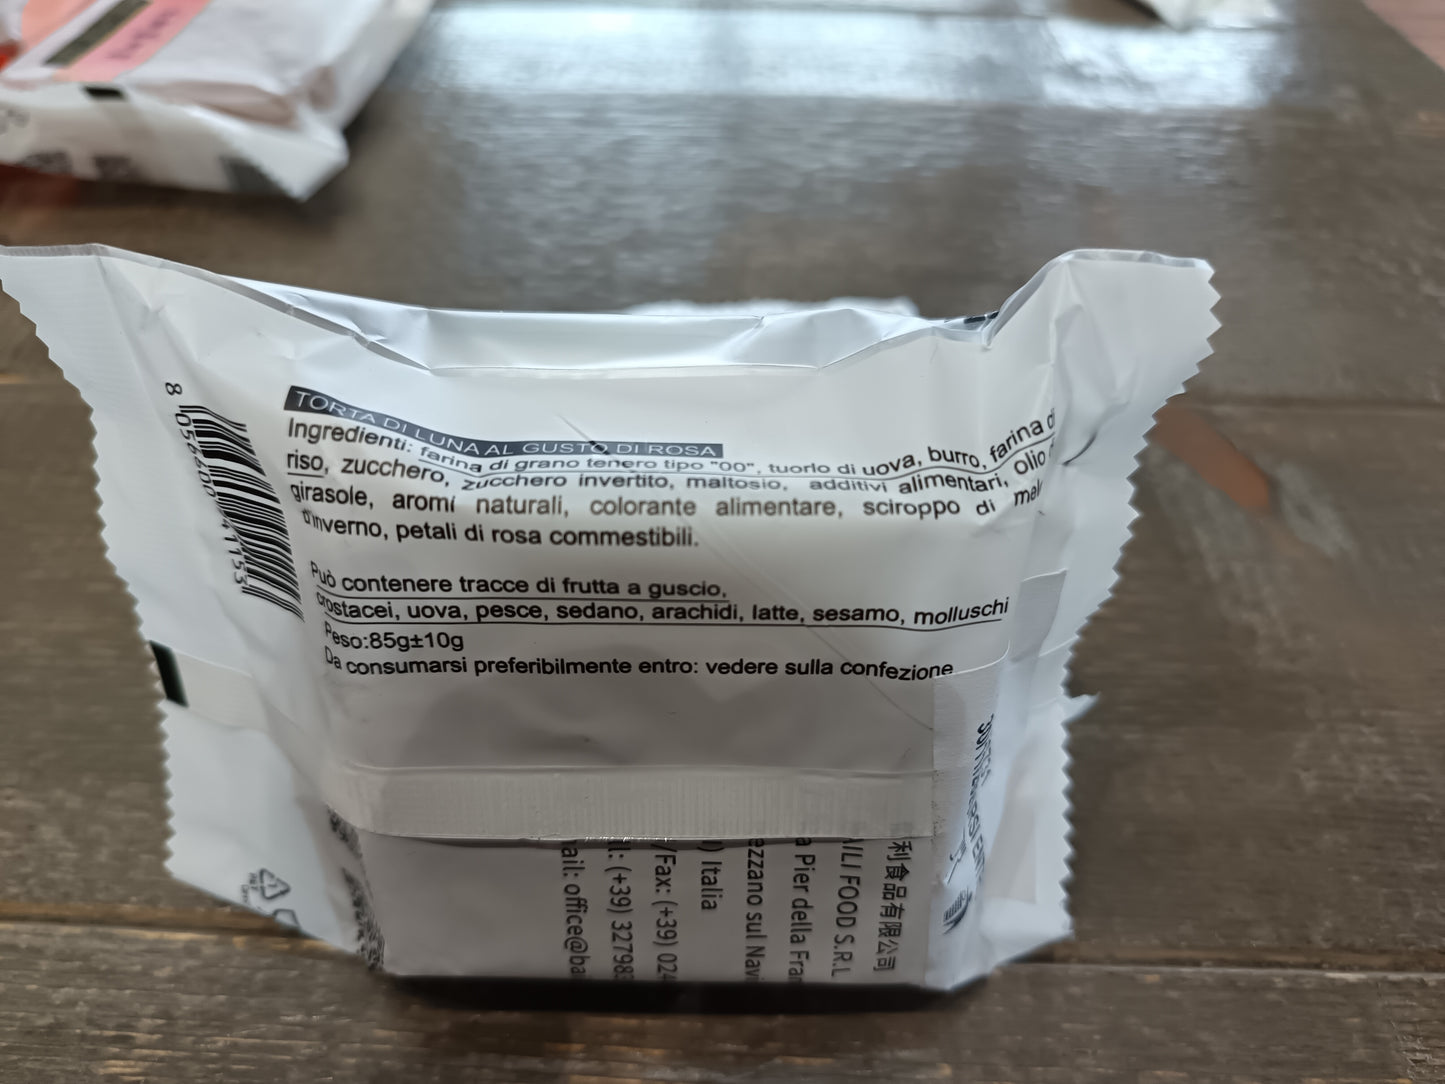 TORTA DI LUNA AL GUSTO DI ROSA
Ingredienti: farina di grano tenero tipo "00", tuorlo di uova, burro, farina di
riso, zucchero, zucchero invertito, maltosio, additivi alimentari, Olio
girasole, aromi naturali, colorante alimentare, sciroppo di
d'inverno, petali di rosa commestibili.
Può contenere tracce di frutta a guscio,
crostacei, uova, pesce, sedano, arachidi, latte, sesamo, molluschi
Peso:85g±10g
Da consumarsi preferibilmente entro: vedere sulla confezione
8 056600 41153
利食品有限公司
FOOD S.R.L
a Pier della Fran
ezzano sul Navi
) Italia
/Fax: (+39) 024
l: (+39) 32798
ail: office@ba